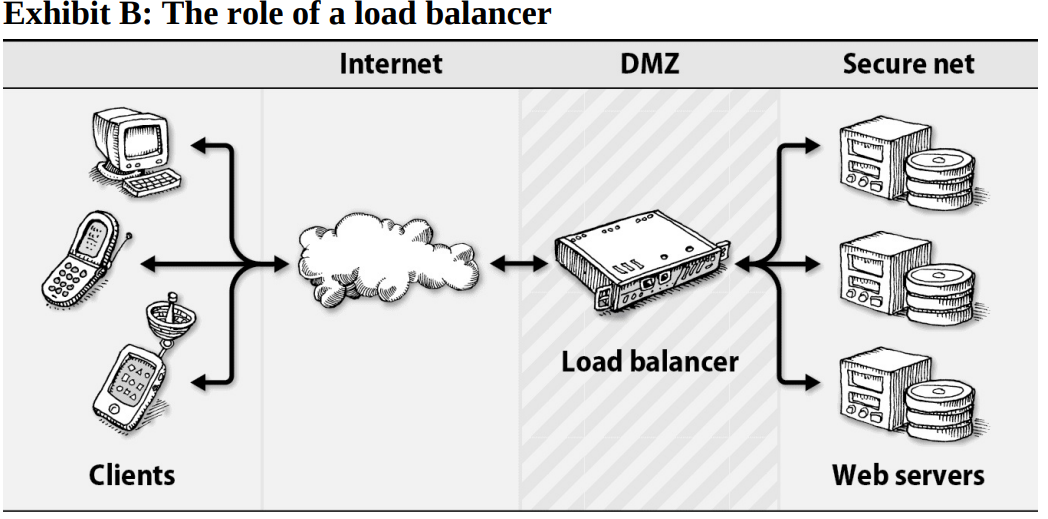 Exhibit B: The role of a load balancer
Internet
DMZ
Secure net
Load balancer
Clients
Web servers